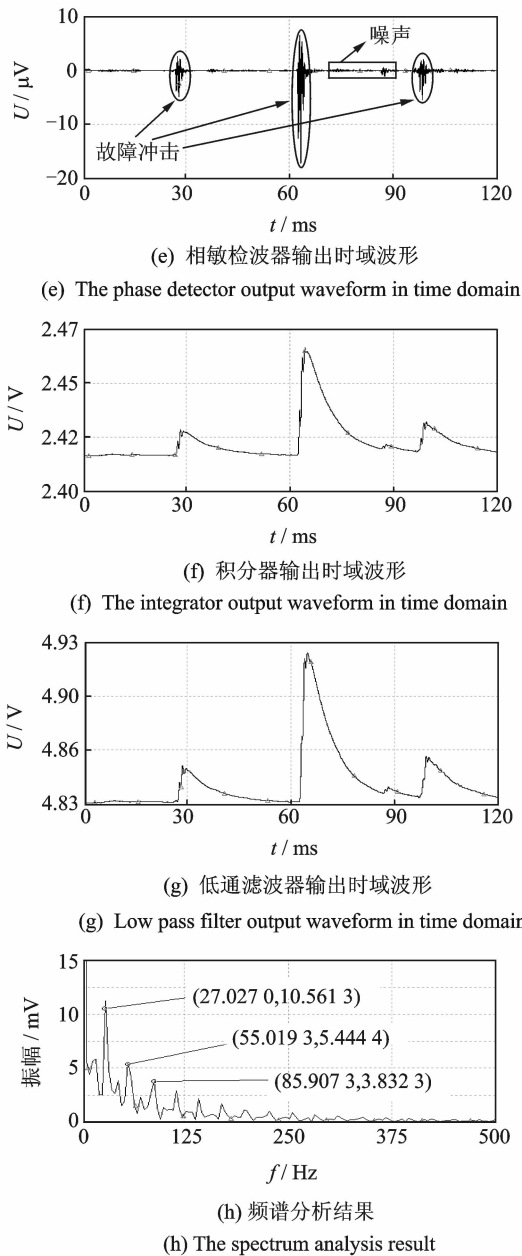 U / μV
0
−10
−20
噪声
故障冲击
0 30 60 90 120
t / ms
(e) 相敏检波器输出时域波形
(e) The phase detector output waveform in time domain
U / V
2.47
2.45
2.42
2.40
0 30 60 90 120
t / ms
(f) 积分器输出时域波形
(f) The integrator output waveform in time domain
U / V
4.93
4.90
4.86
4.83
0 30 60 90 120
t / ms
(g) 低通滤波器输出时域波形
(g) Low pass filter output waveform in time domain
振幅 / mV
15
10
5
0
(27.027 0,10.561 3)
(55.019 3,5.444 4)
(85.907 3,3.832 3)
0 125 250 375 500
f / Hz
(h) 频谱分析结果
(h) The spectrum analysis result